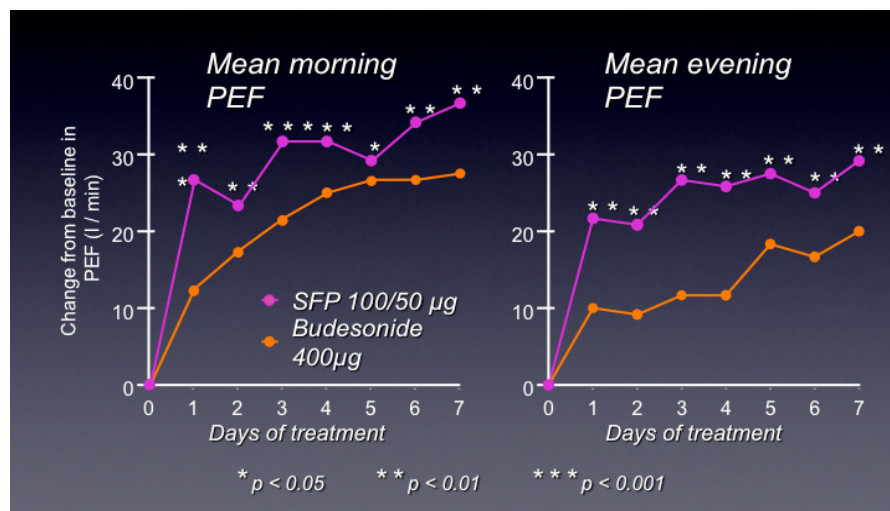 Mean morning
PEF
Mean evening
PEF
Change from baseline in
PEF (l / min)
40
30
20
10
0
* *
*
* *
* * *
* *
*
* *
* *
SFP 100/50 µg
Budesonide
400µg
0 1 2 3 4 5 6 7
Days of treatment
40
30
20
10
0
* *
* *
* *
* *
* *
* *
* *
0 1 2 3 4 5 6 7
Days of treatment
* p < 0.05 * * p < 0.01 * * * p < 0.001